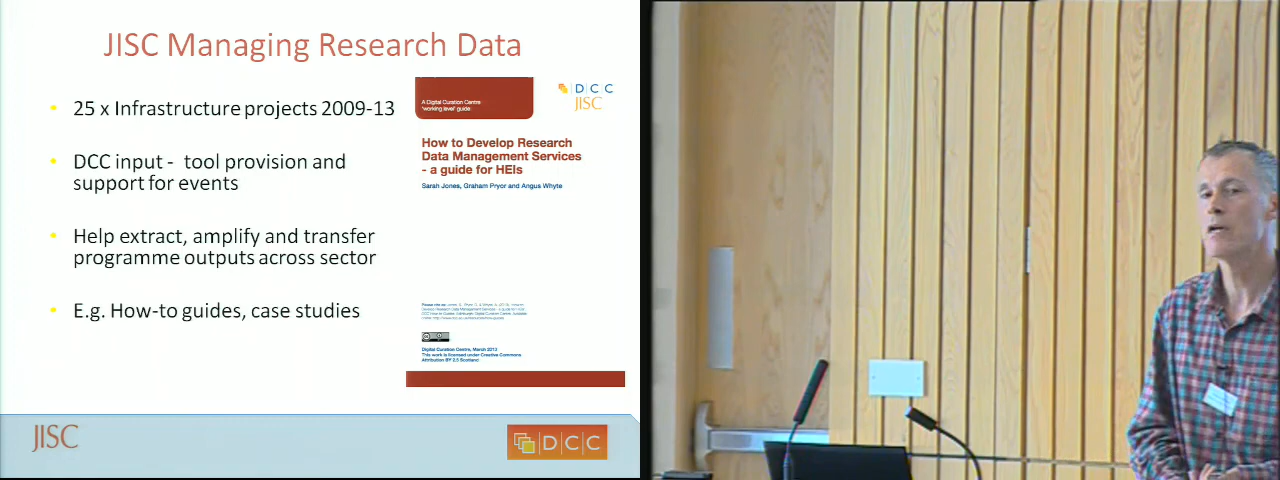 JISC Managing Research Data
• 25 x Infrastructure projects 2009-13
• DCC input - tool provision and
support for events
• Help extract, amplify and transfer
programme outputs across sector
• E.g. How-to guides, case studies
A Digital Curation Centre
'working level' guide
DCC
JISC
How to Develop Research
Data Management Services
- a guide for HEIs
Sarah Jones, Graham Pryor and Angus Whyte
Digital Curation Centre, March 2013
This work is licensed under Creative Commons
Attribution BY 2.5 Scotland
JISC
DCC